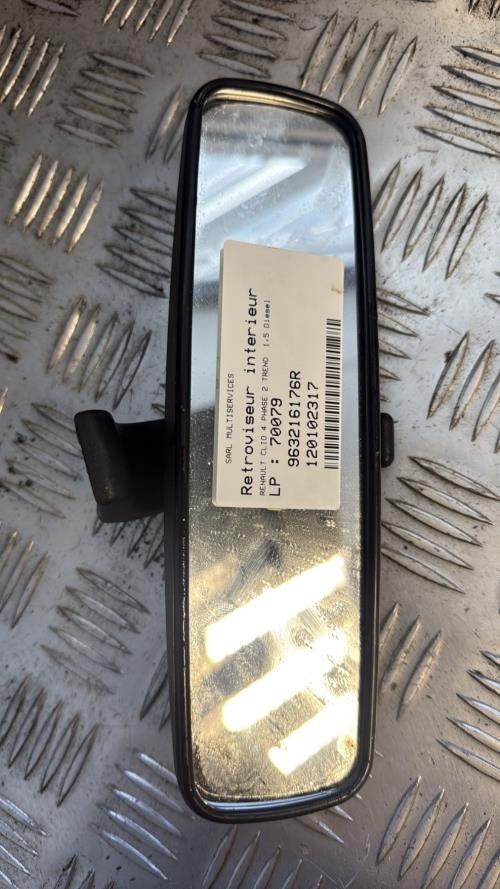 SARL MULTISERVICES
Retroviseur interieur
RENAULT CLIO 4 PHASE 2 TREND 1.5 Diesel
LP : 70079
963216176R
120102317